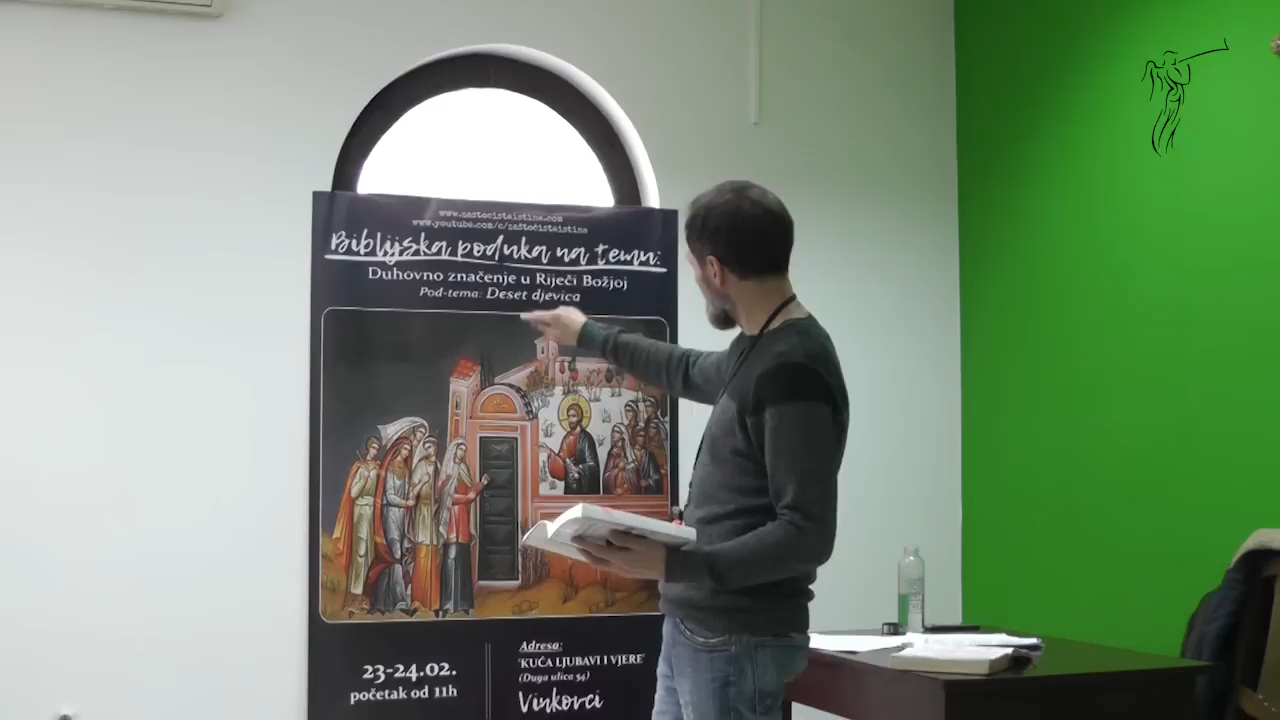 www.zastocistaistina.com
www.youtube.com/c/zaštočistaistina
Biblijska poduka na temu:
Duhovno značenje u Riječi Božjoj
Pod-tema: Deset djevica
23-24.02.
početak od 11h
Adresa:
'KUĆA LJUBAVI I VJERE'
(Duga ulica 54)
Vinkovci